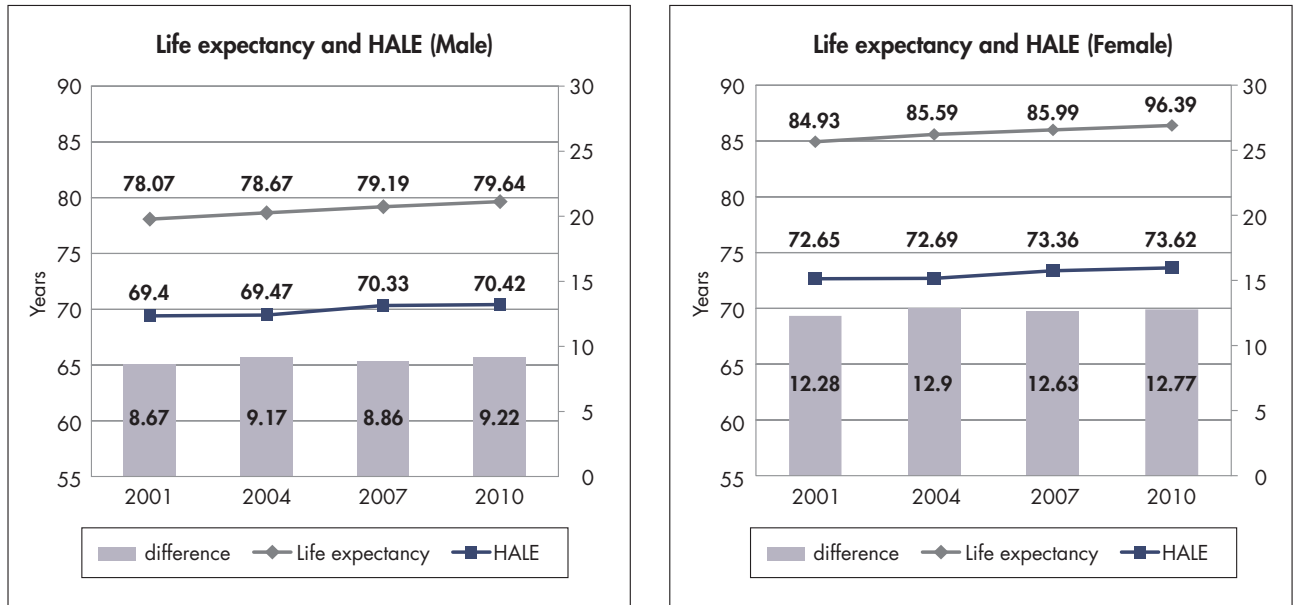 Life expectancy and HALE (Male)
90
85
80
75
70
65
60
55
Years
30
25
20
15
10
5
0
78.07 78.67 79.19 79.64
69.4 69.47 70.33 70.42
8.67 9.17 8.86 9.22
2001 2004 2007 2010
difference Life expectancy HALE
Life expectancy and HALE (Female)
90
85
80
75
70
65
60
55
Years
30
25
20
15
10
5
0
84.93 85.59 85.99 96.39
72.65 72.69 73.36 73.62
12.28 12.9 12.63 12.77
2001 2004 2007 2010
difference Life expectancy HALE